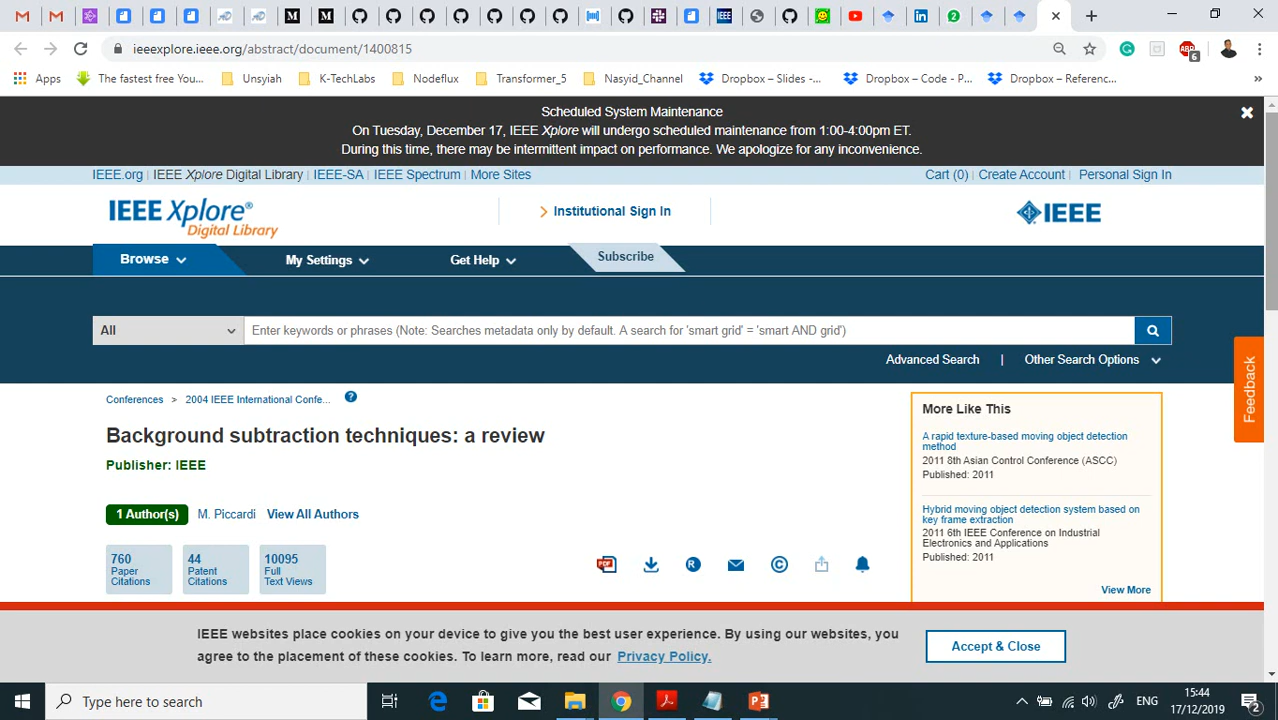 ieeexplore.ieee.org/abstract/document/1400815
6
Apps
The fastest free You...
Unsyiah
K-TechLabs
Nodeflux
Transformer_5
Nasyid_Channel
Dropbox – Slides -...
Dropbox – Code - P...
Dropbox – Referenc...
»
Scheduled System Maintenance
On Tuesday, December 17, IEEE Xplore will undergo scheduled maintenance from 1:00-4:00pm ET.
During this time, there may be intermittent impact on performance. We apologize for any inconvenience.
IEEE.org | IEEE Xplore Digital Library | IEEE-SA | IEEE Spectrum | More Sites
Cart (0) | Create Account | Personal Sign In
IEEE Xplore®
Digital Library
Institutional Sign In
IEEE
Browse
My Settings
Get Help
Subscribe
All
Enter keywords or phrases (Note: Searches metadata only by default. A search for 'smart grid' = 'smart AND grid')
Advanced Search | Other Search Options
Feedback
Conferences > 2004 IEEE International Confe... ?
Background subtraction techniques: a review
Publisher: IEEE
1 Author(s) M. Piccardi View All Authors
760
Paper
Citations
44
Patent
Citations
10095
Full
Text Views
PDF
R
©
More Like This
A rapid texture-based moving object detection
method
2011 8th Asian Control Conference (ASCC)
Published: 2011
Hybrid moving object detection system based on
key frame extraction
2011 6th IEEE Conference on Industrial
Electronics and Applications
Published: 2011
View More
IEEE websites place cookies on your device to give you the best user experience. By using our websites, you
agree to the placement of these cookies. To learn more, read our Privacy Policy.
Accept & Close
Type here to search
ENG
15:44
17/12/2019
2